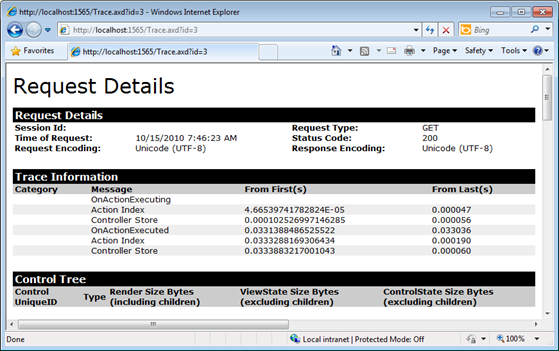 http://localhost:1565/Trace.axd?id=3 - Windows Internet Explorer
http://localhost:1565/Trace.axd?id=3 Bing
Favorites http://localhost:1565/Trace.axd?id=3 Page Safety Tools
Request Details
Request Details
Session Id: Request Type: GET
Time of Request: 10/15/2010 7:46:23 AM Status Code: 200
Request Encoding: Unicode (UTF-8) Response Encoding: Unicode (UTF-8)
Trace Information
Category Message From First(s) From Last(s)
OnActionExecuting
Action Index 4.66539741782824E-05 0.000047
Controller Store 0.000102526997146285 0.000056
OnActionExecuted 0.0331388486525522 0.033036
Action Index 0.0333288169306434 0.000190
Controller Store 0.0333883217001043 0.000060
Control Tree
Control Type Render Size Bytes ViewState Size Bytes ControlState Size Bytes
UniqueID (including children) (excluding children) (excluding children)
Done Local intranet | Protected Mode: Off 100%